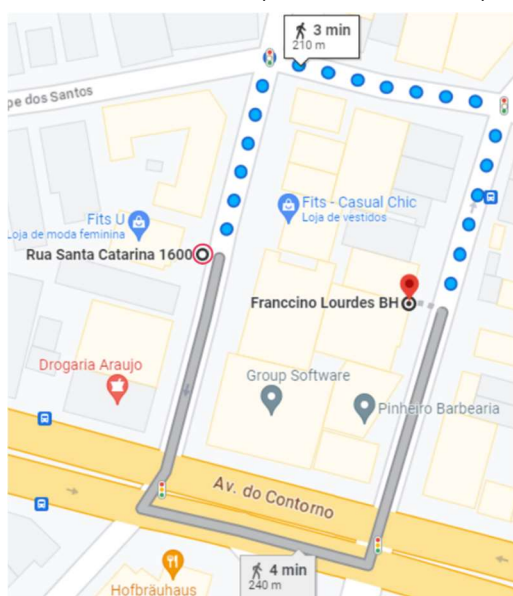 3 min
210 m
pe dos Santos
Fits U
Loja de moda feminina
Fits - Casual Chic
Loja de vestidos
Rua Santa Catarina 1600
Franccino Lourdes BH
Drogaria Araujo
Group Software
Pinheiro Barbearia
Av. do Contorno
4 min
240 m
Hofbräuhaus